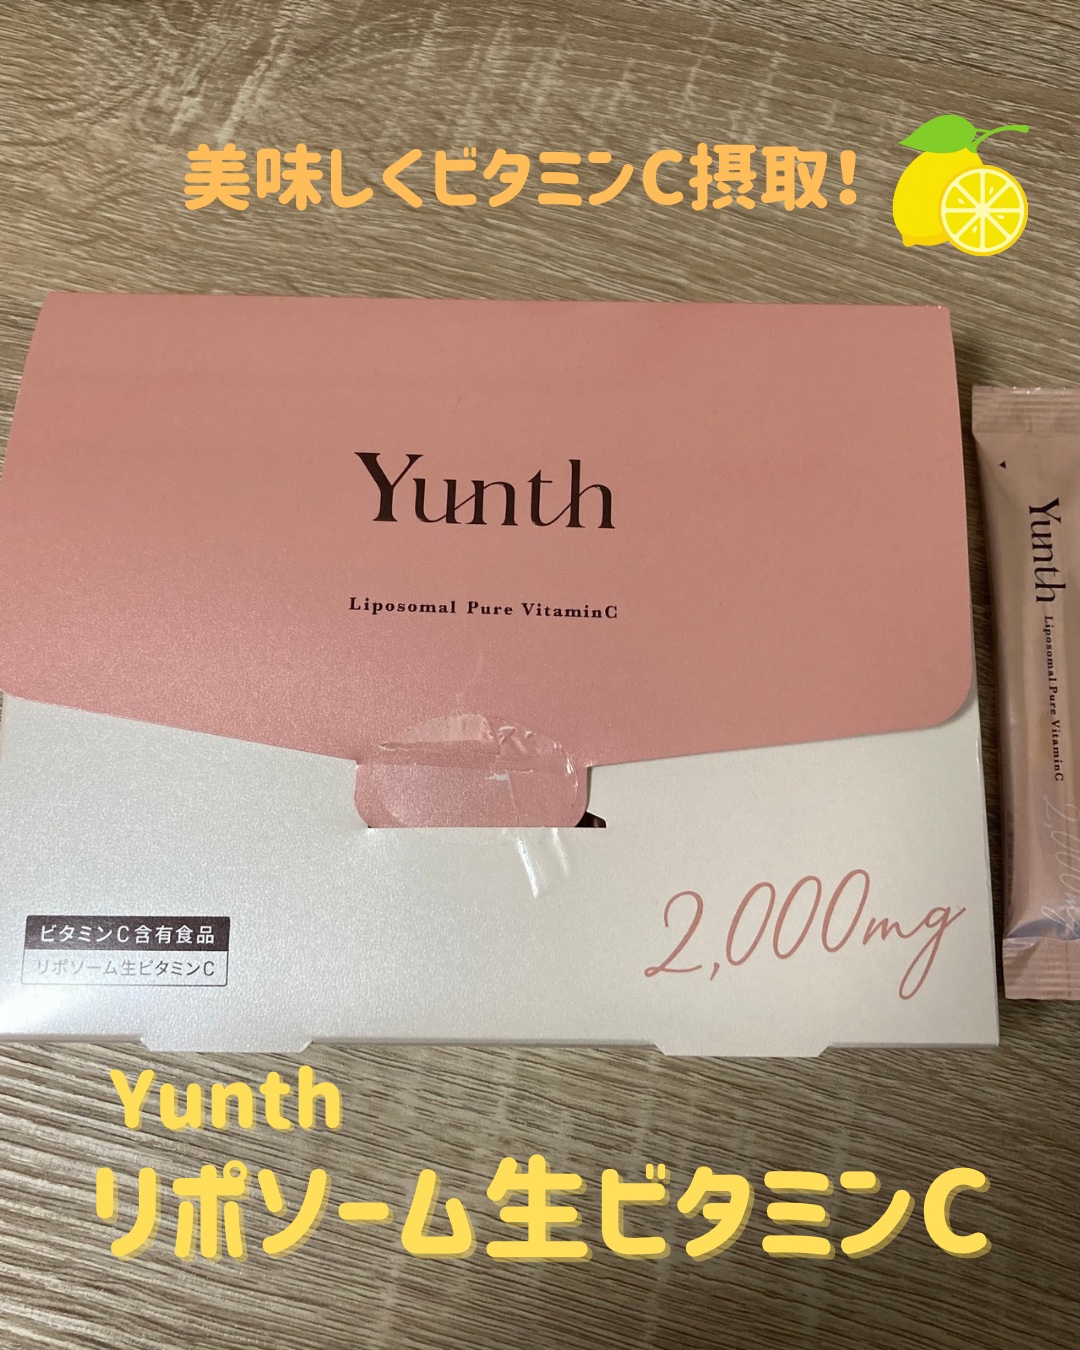 美味しくビタミンC摂取!
Yunth
Liposomal Pure VitaminC
Yunth Liposomal Pure VitaminC 2,000mg
2,000mg
ビタミンC含有食品
リポソーム生ビタミンC
Yunth
リポソーム生ビタミンC